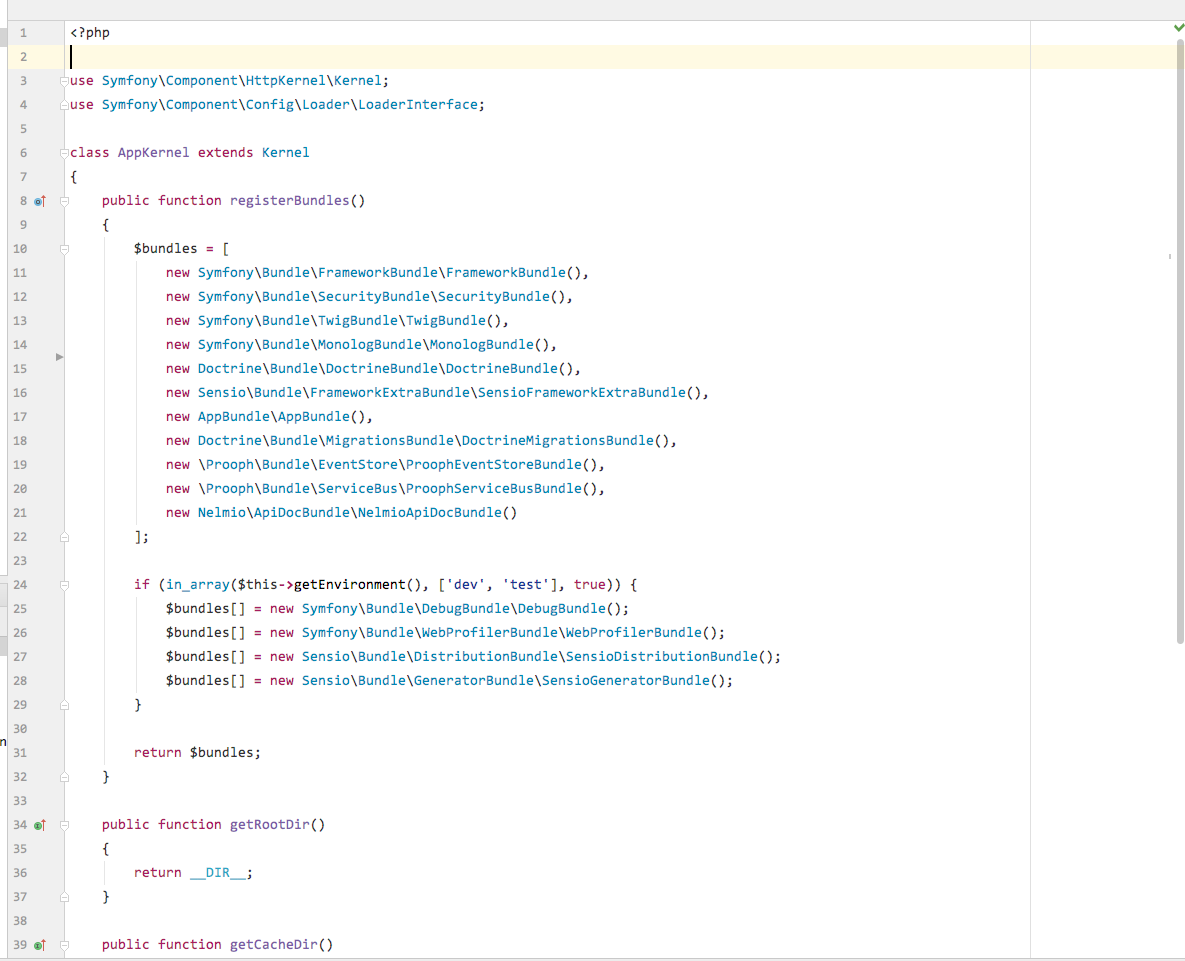 1 <?php
2
3 use Symfony\Component\HttpKernel\Kernel;
4 use Symfony\Component\Config\Loader\LoaderInterface;
5
6 class AppKernel extends Kernel
7 {
8     public function registerBundles()
9     {
10         $bundles = [
11             new Symfony\Bundle\FrameworkBundle\FrameworkBundle(),
12             new Symfony\Bundle\SecurityBundle\SecurityBundle(),
13             new Symfony\Bundle\TwigBundle\TwigBundle(),
14             new Symfony\Bundle\MonologBundle\MonologBundle(),
15             new Doctrine\Bundle\DoctrineBundle\DoctrineBundle(),
16             new Sensio\Bundle\FrameworkExtraBundle\SensioFrameworkExtraBundle(),
17             new AppBundle\AppBundle(),
18             new Doctrine\Bundle\MigrationsBundle\DoctrineMigrationsBundle(),
19             new \Prooph\Bundle\EventStore\ProophEventStoreBundle(),
20             new \Prooph\Bundle\ServiceBus\ProophServiceBusBundle(),
21             new Nelmio\ApiDocBundle\NelmioApiDocBundle()
22         ];
23
24         if (in_array($this->getEnvironment(), ['dev', 'test'], true)) {
25             $bundles[] = new Symfony\Bundle\DebugBundle\DebugBundle();
26             $bundles[] = new Symfony\Bundle\WebProfilerBundle\WebProfilerBundle();
27             $bundles[] = new Sensio\Bundle\DistributionBundle\SensioDistributionBundle();
28             $bundles[] = new Sensio\Bundle\GeneratorBundle\SensioGeneratorBundle();
29         }
30
n
31         return $bundles;
32     }
33
34     public function getRootDir()
35     {
36         return __DIR__;
37     }
38
39     public function getCacheDir()